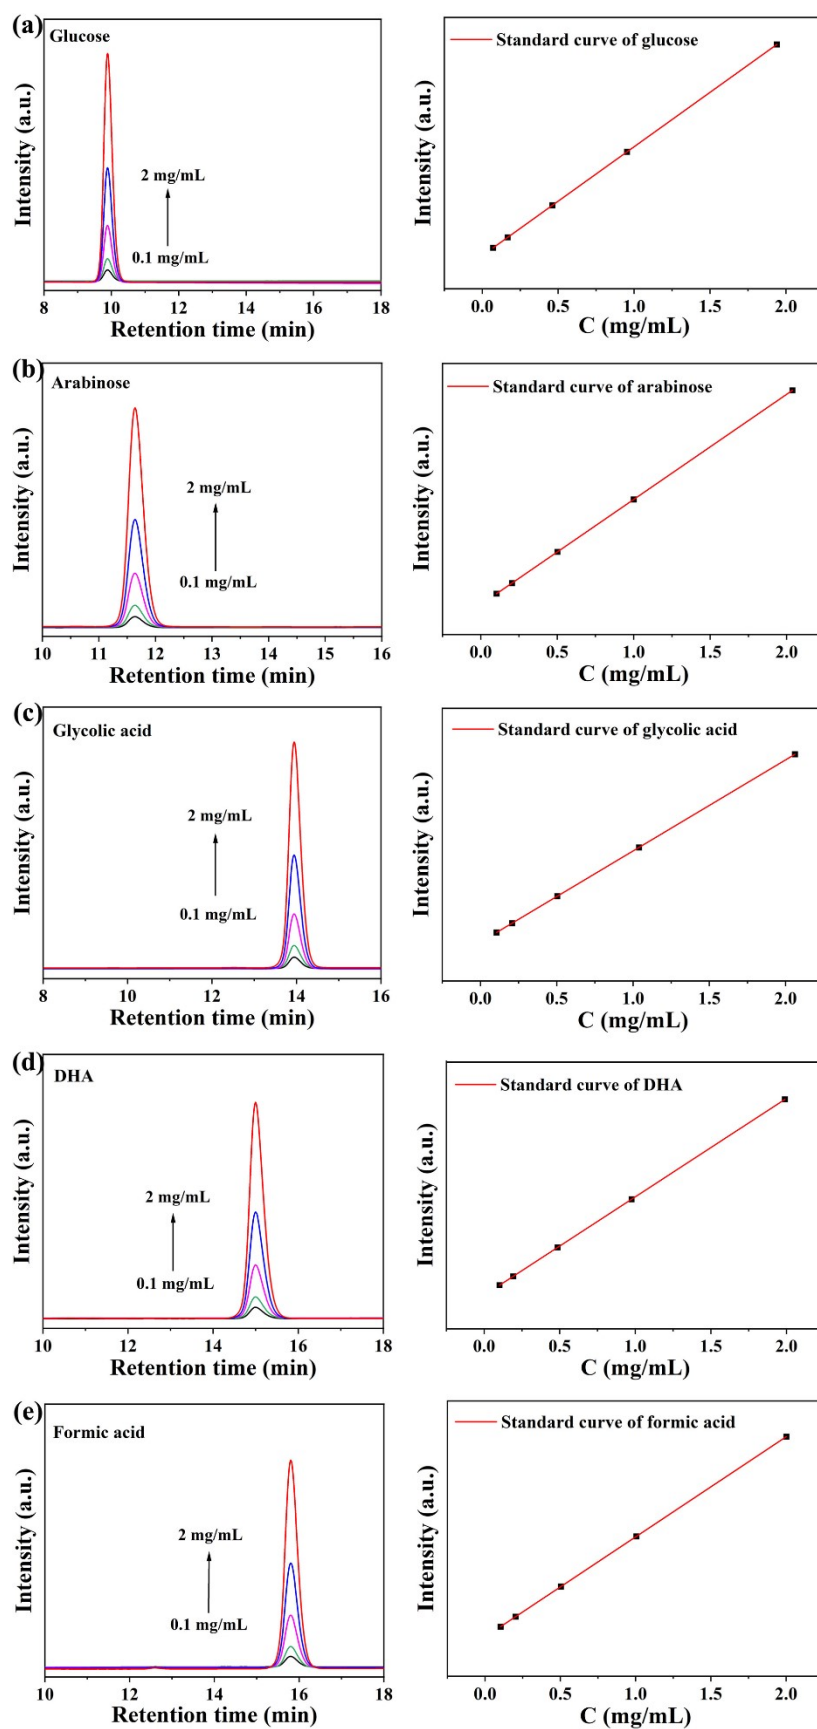 (a)
Glucose
2 mg/mL
0.1 mg/mL
Intensity (a.u.)
8 10 12 14 16 18
Retention time (min)
Standard curve of glucose
Intensity (a.u.)
0.0 0.5 1.0 1.5 2.0
C (mg/mL)
(b)
Arabinose
2 mg/mL
0.1 mg/mL
Intensity (a.u.)
10 11 12 13 14 15 16
Retention time (min)
Standard curve of arabinose
Intensity (a.u.)
0.0 0.5 1.0 1.5 2.0
C (mg/mL)
(c)
Glycolic acid
2 mg/mL
0.1 mg/mL
Intensity (a.u.)
8 10 12 14 16
Retention time (min)
Standard curve of glycolic acid
Intensity (a.u.)
0.0 0.5 1.0 1.5 2.0
C (mg/mL)
(d)
DHA
2 mg/mL
0.1 mg/mL
Intensity (a.u.)
10 12 14 16 18
Retention time (min)
Standard curve of DHA
Intensity (a.u.)
0.0 0.5 1.0 1.5 2.0
C (mg/mL)
(e)
Formic acid
2 mg/mL
0.1 mg/mL
Intensity (a.u.)
10 12 14 16 18
Retention time (min)
Standard curve of formic acid
Intensity (a.u.)
0.0 0.5 1.0 1.5 2.0
C (mg/mL)